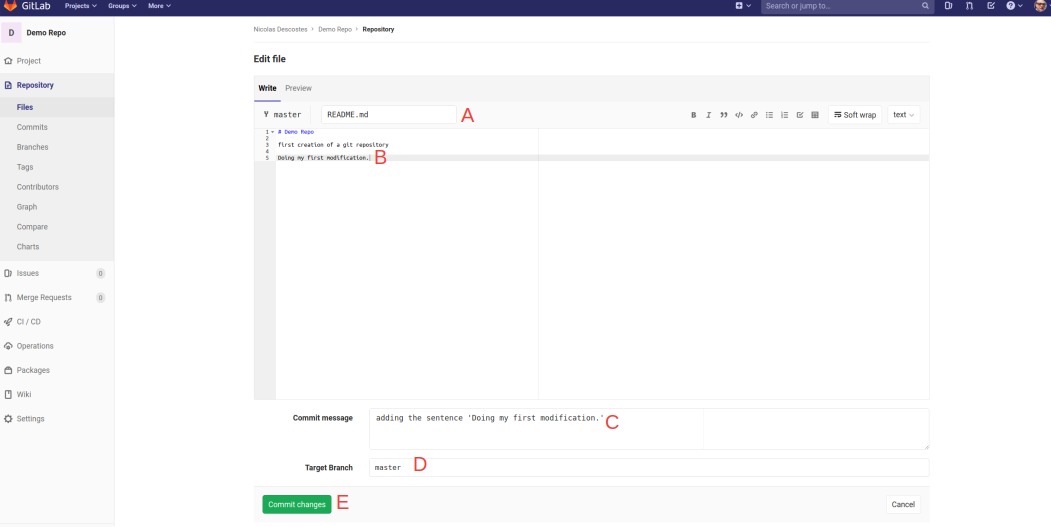 GitLab Projects Groups More Search or jump to...
D Demo Repo
Nicolas Descostes > Demo Repo > Repository
Project
Repository
Files
Commits
Branches
Tags
Contributors
Graph
Compare
Charts
Issues 0
Merge Requests 0
CI / CD
Operations
Packages
Wiki
Settings
Edit file
Write Preview
master README.md A B I Soft wrap text
1 # Demo Repo
2
3 first creation of a git repository
4
5 Doing my first modification. B
Commit message adding the sentence 'Doing my first modification.' C
Target Branch master D
Commit changes E Cancel